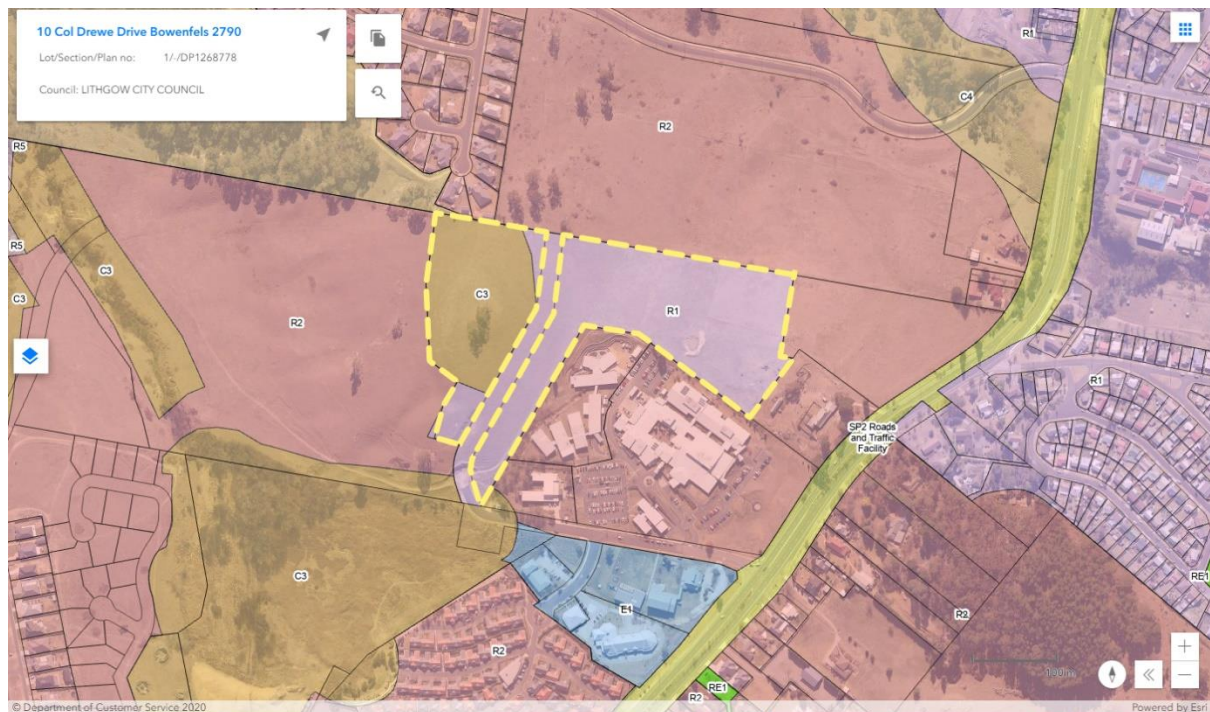 10 Col Drewe Drive Bowenfels 2790
Lot/Section/Plan no: 1/-/DP1268778
Council: LITHGOW CITY COUNCIL
R1
C4
R2
R5
R5
C3
C3
C3
R2
R1
R1
SP2 Roads
and Traffic
Facility
C3
RE1
E1
R2
R2
RE1
R2
100m
© Department of Customer Service 2020
Powered by Esri